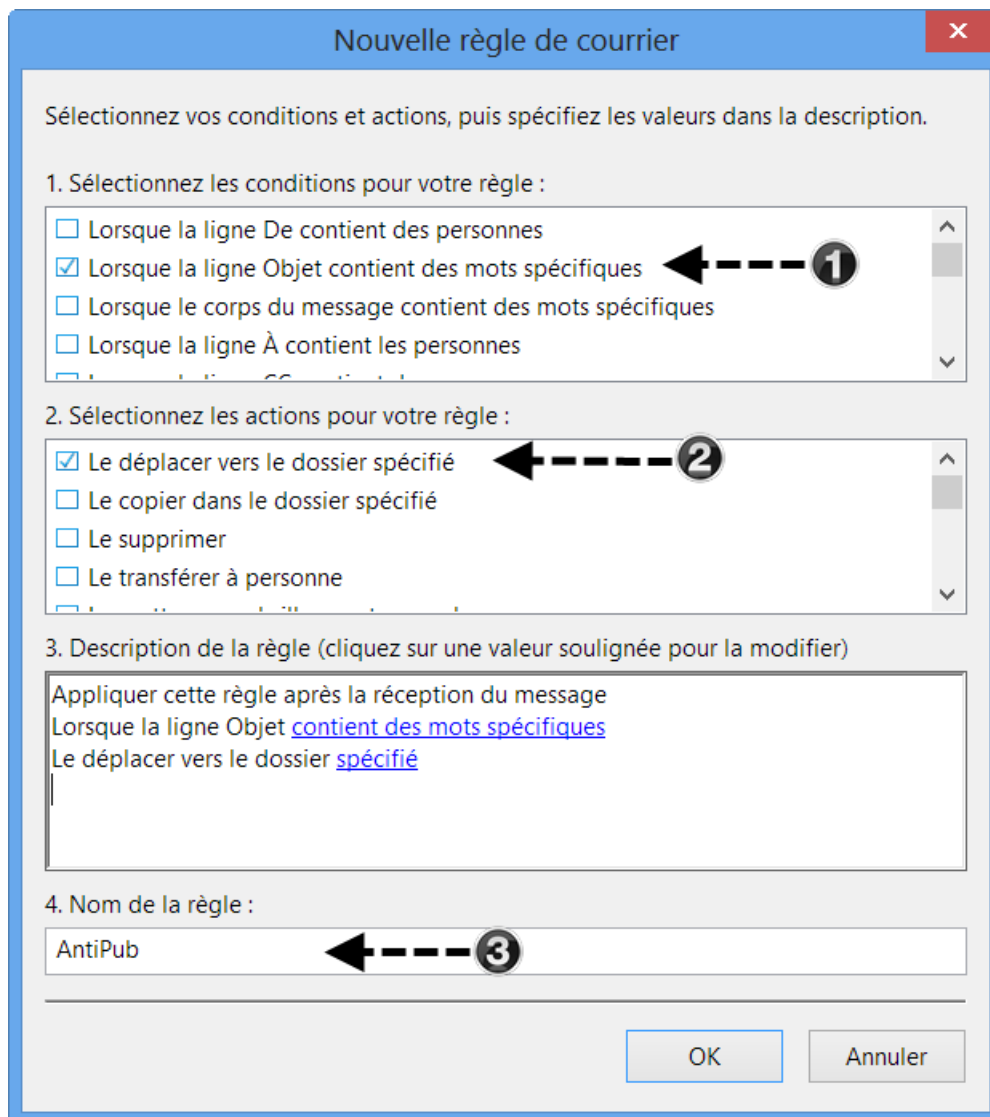 Nouvelle règle de courrier
Sélectionnez vos conditions et actions, puis spécifiez les valeurs dans la description.
1. Sélectionnez les conditions pour votre règle :
Lorsque la ligne De contient des personnes
Lorsque la ligne Objet contient des mots spécifiques
1
Lorsque le corps du message contient des mots spécifiques
Lorsque la ligne À contient les personnes
2. Sélectionnez les actions pour votre règle :
Le déplacer vers le dossier spécifié
2
Le copier dans le dossier spécifié
Le supprimer
Le transférer à personne
3. Description de la règle (cliquez sur une valeur soulignée pour la modifier)
Appliquer cette règle après la réception du message
Lorsque la ligne Objet contient des mots spécifiques
Le déplacer vers le dossier spécifié
4. Nom de la règle :
AntiPub
3
OK
Annuler